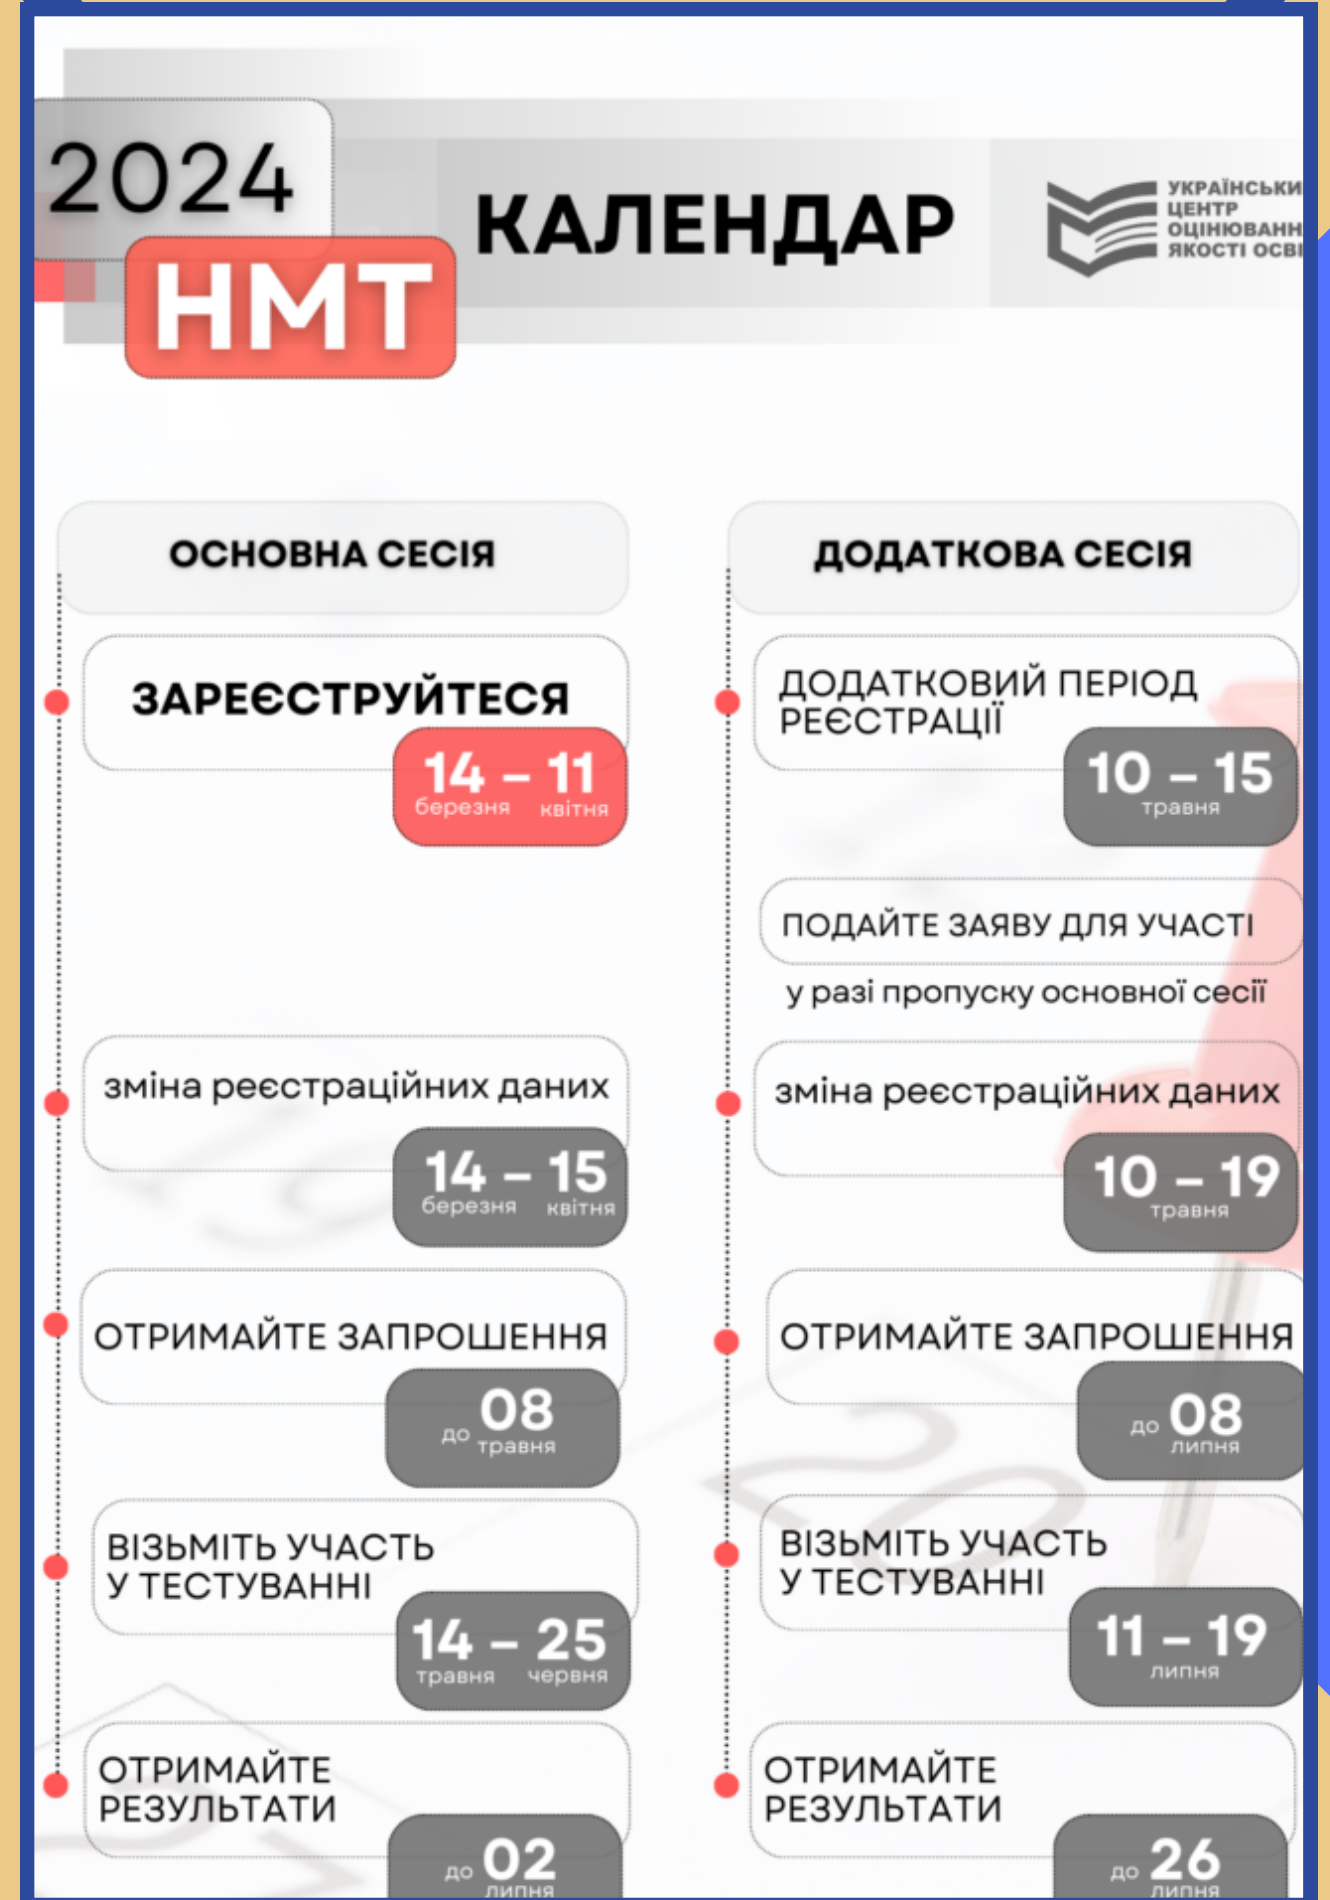 2024
НМТ
КАЛЕНДАР
ЦЕНТР
ЯКОСТІ
ОСНОВНА СЕСІЯ
ЗАРЕЄСТРУЙТЕСЯ
14 – 11
березня квітня
зміна реєстраційних даних
14 – 15
березня квітня
ОТРИМАЙТЕ ЗАПРОШЕННЯ
до 08
травня
ВІЗЬМІТЬ УЧАСТЬ
У ТЕСТУВАННІ
14 – 25
травня червня
ОТРИМАЙТЕ
РЕЗУЛЬТАТИ
до 02
липня
ДОДАТКОВА СЕСІЯ
ДОДАТКОВИЙ ПЕРІОД
РЕЄСТРАЦІЇ
10 – 15
травня
ПОДАЙТЕ ЗАЯВУ ДЛЯ УЧАСТІ
у разі пропуску основної сесії
зміна реєстраційних даних
10 – 19
травня
ОТРИМАЙТЕ ЗАПРОШЕННЯ
до 08
липня
ВІЗЬМІТЬ УЧАСТЬ
У ТЕСТУВАННІ
11 – 19
липня
ОТРИМАЙТЕ
РЕЗУЛЬТАТИ
до 26
липня